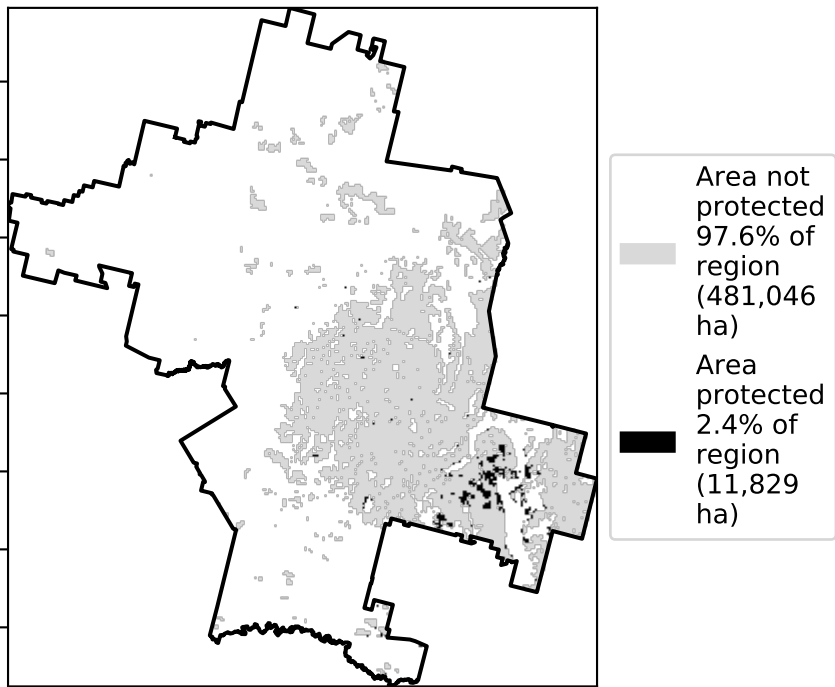 Area not
protected
97.6% of
region
(481,046
ha)
Area
protected
2.4% of
region
(11,829
ha)